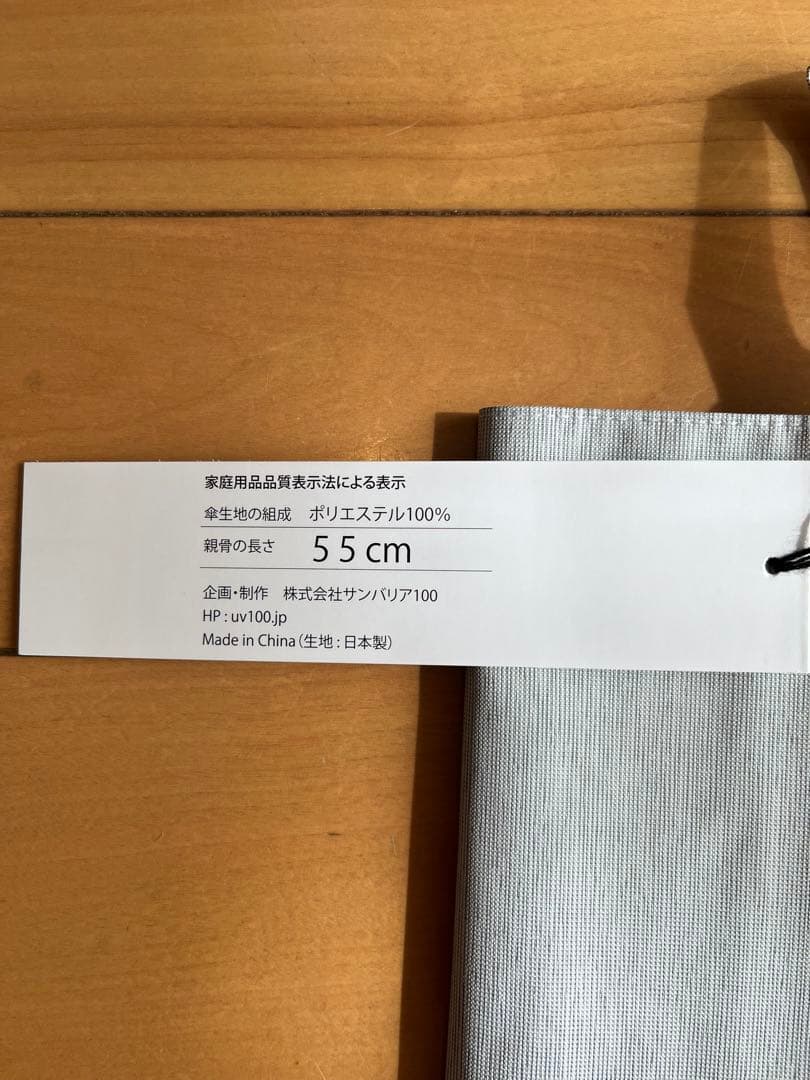 家庭用品品質表示法による表示
傘生地の組成 ポリエステル100%
親骨の長さ 55cm
企画・制作 株式会社サンバリア100
HP : uv100.jp
Made in China（生地 : 日本製）